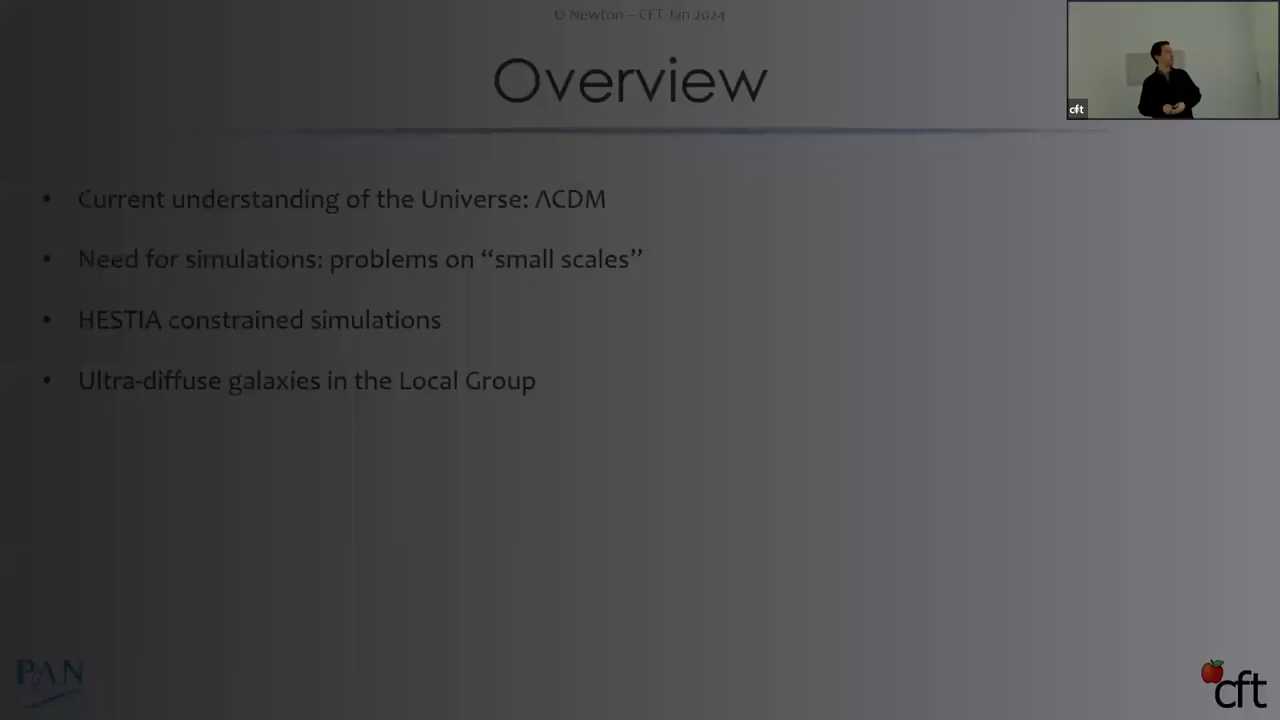 O Newton – CFT Jan 2024
Overview
cft
• Current understanding of the Universe: ΛCDM
• Need for simulations: problems on “small scales”
• HESTIA constrained simulations
• Ultra-diffuse galaxies in the Local Group
PAN
cft